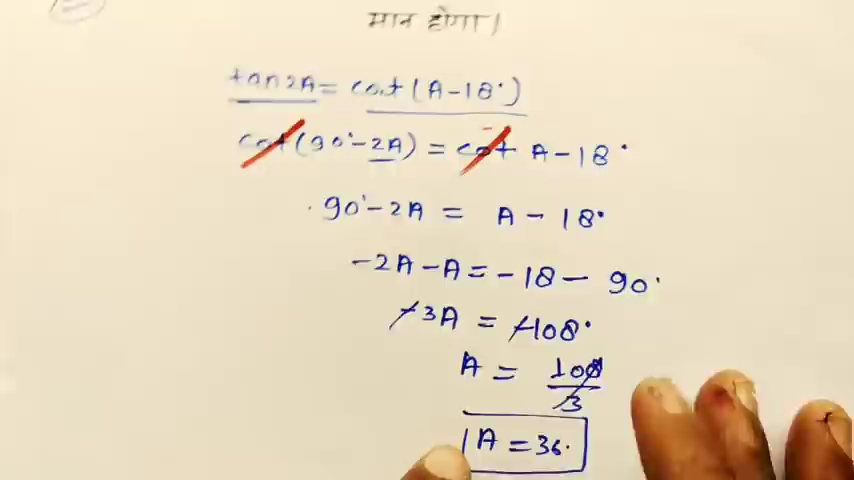 मान होगा।
tan2A = cot (A-18°)
cot (90°-2A) = cot A-18°
90°-2A = A - 18°
-2A-A = -18 - 90°
-3A = -108°
A = 108/3
A = 36°